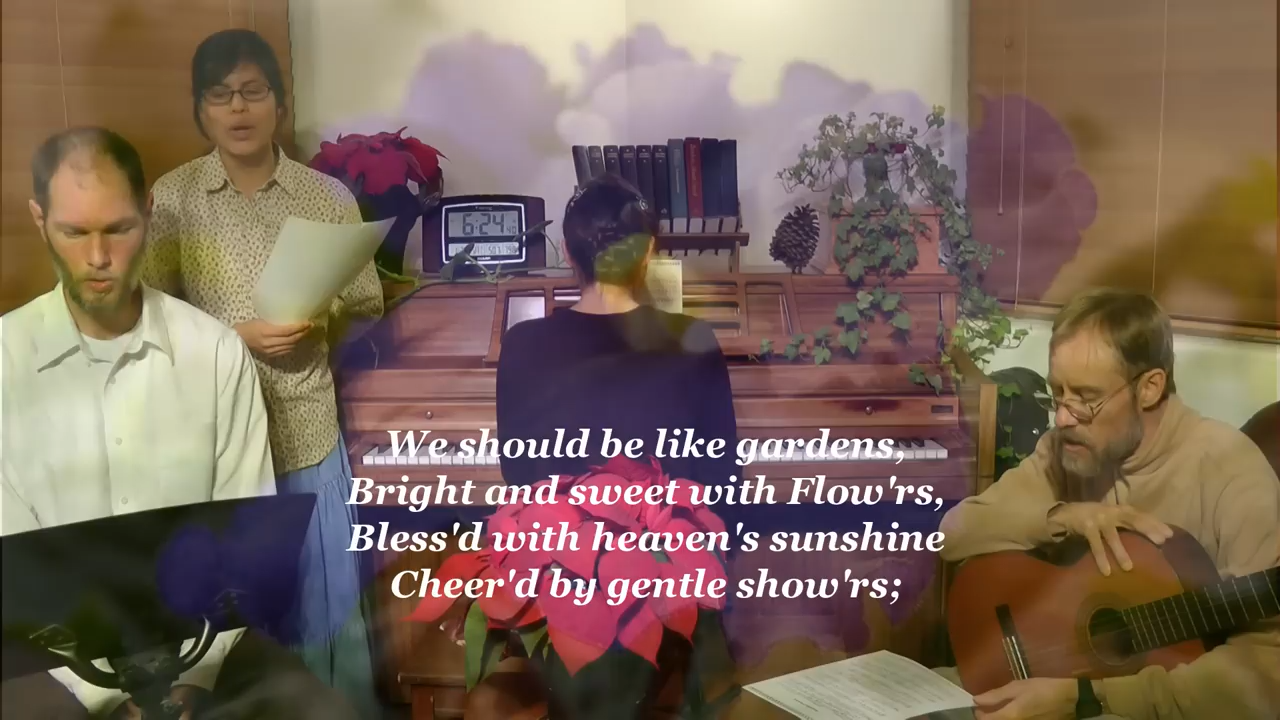 6:24
We should be like gardens,
Bright and sweet with Flow'rs,
Bless'd with heaven's sunshine
Cheer'd by gentle show'rs;